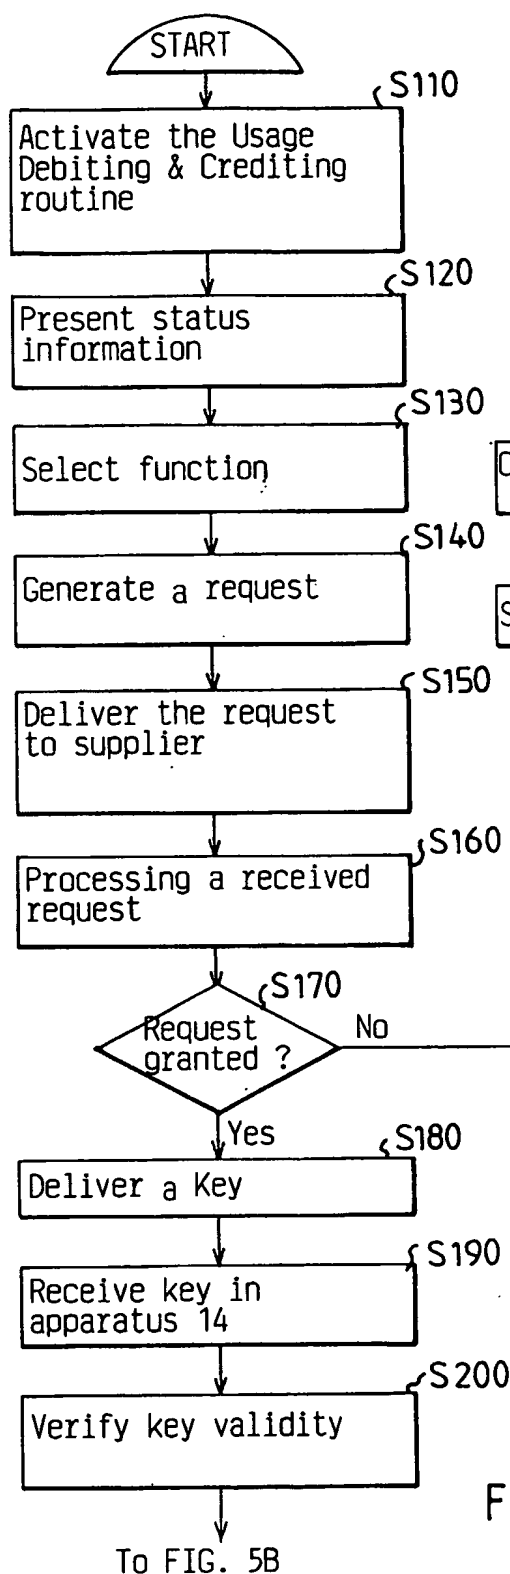 START
S110
Activate the Usage
Debiting & Crediting
routine
S120
Present status
information
S130
Select function
S140
Generate a request
S150
Deliver the request
to supplier
S160
Processing a received
request
S170
Request
granted ?
No
Yes
S180
Deliver a Key
S190
Receive key in
apparatus 14
S200
Verify key validity
F
To FIG. 5B